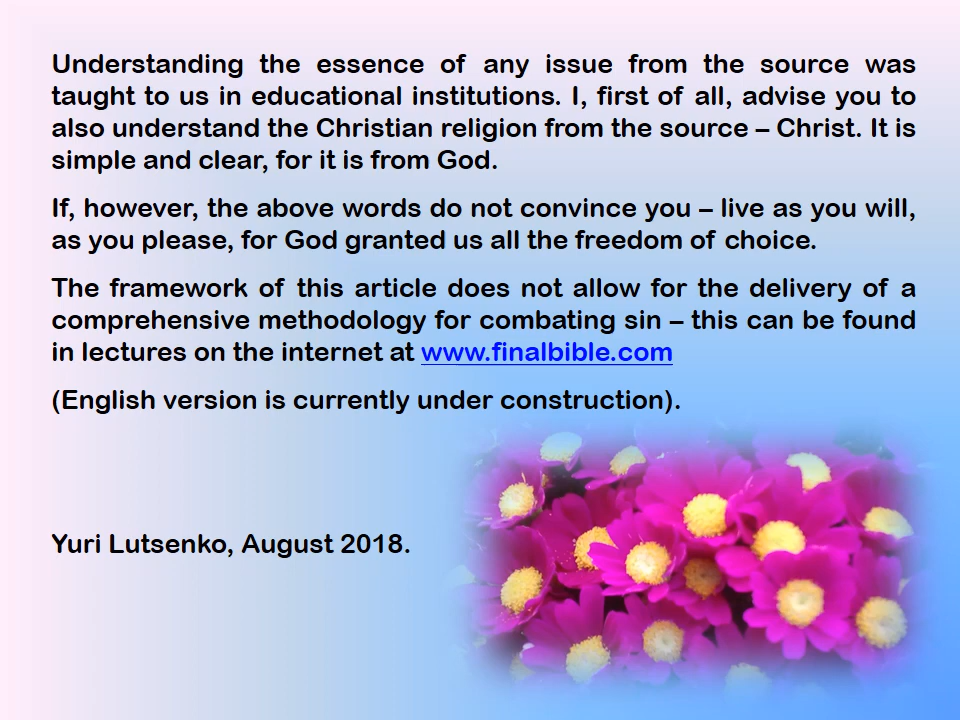 Understanding the essence of any issue from the source was
taught to us in educational institutions. I, first of all, advise you to
also understand the Christian religion from the source – Christ. It is
simple and clear, for it is from God.
If, however, the above words do not convince you – live as you will,
as you please, for God granted us all the freedom of choice.
The framework of this article does not allow for the delivery of a
comprehensive methodology for combating sin – this can be found
in lectures on the internet at www.finalbible.com
(English version is currently under construction).
Yuri Lutsenko, August 2018.